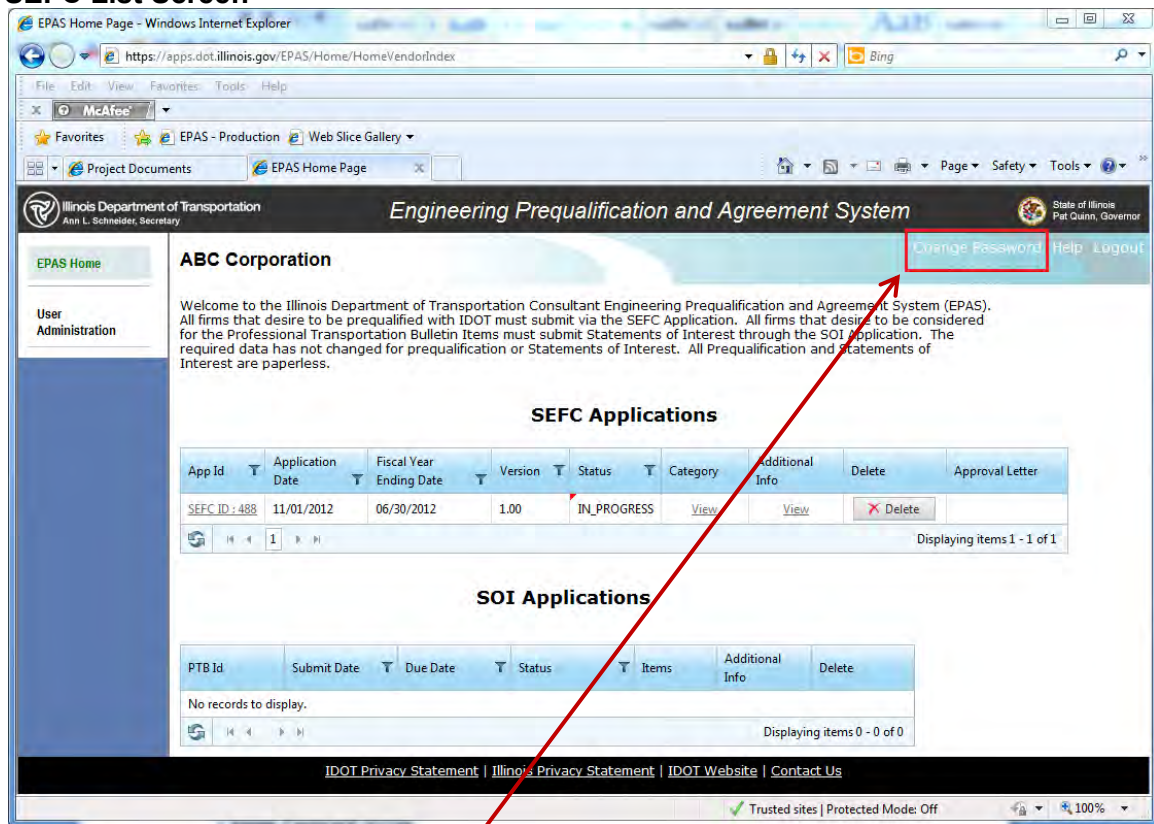 SEFC List Screen
EPAS Home Page - Windows Internet Explorer
https://apps.dot.illinois.gov/EPAS/Home/HomeVendorIndex
Bing
File Edit View Favorites Tools Help
X McAfee
Favorites EPAS - Production Web Slice Gallery
Project Documents EPAS Home Page x Page Safety Tools
Illinois Department of Transportation
Ann L. Schneider, Secretary
Engineering Prequalification and Agreement System
State of Illinois
Pat Quinn, Governor
Change Password Help Logout
EPAS Home
User
Administration
ABC Corporation
Welcome to the Illinois Department of Transportation Consultant Engineering Prequalification and Agreement System (EPAS).
All firms that desire to be prequalified with IDOT must submit via the SEFC Application. All firms that desire to be considered
for the Professional Transportation Bulletin Items must submit Statements of Interest through the SOI Application. The
required data has not changed for prequalification or Statements of Interest. All Prequalification and Statements of
Interest are paperless.
SEFC Applications
App Id Application Date Fiscal Year Ending Date Version Status Category Additional Info Delete Approval Letter
SEFC ID : 488 11/01/2012 06/30/2012 1.00 IN_PROGRESS View View Delete
1 Displaying items 1 - 1 of 1
SOI Applications
PTB Id Submit Date Due Date Status Items Additional Info Delete
No records to display.
Displaying items 0 - 0 of 0
IDOT Privacy Statement | Illinois Privacy Statement | IDOT Website | Contact Us
Trusted sites | Protected Mode: Off 100%